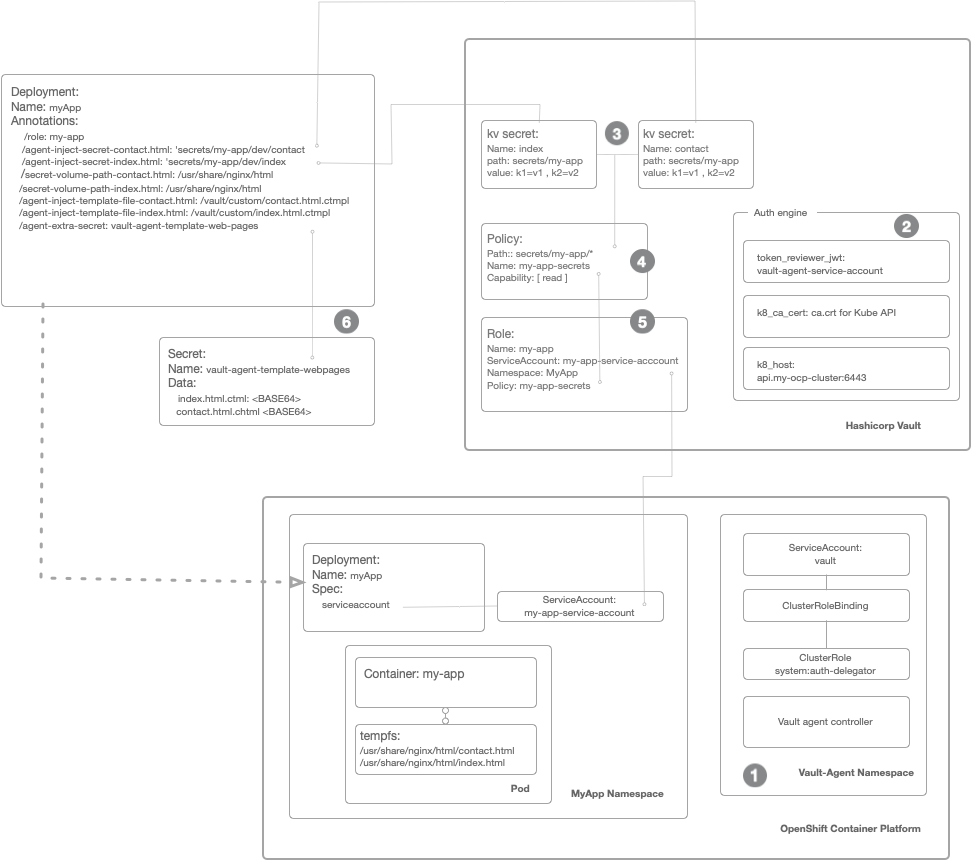 Deployment:
Name: myApp
Annotations:
/role: my-app
/agent-inject-secret-contact.html: 'secrets/my-app/dev/contact
/agent-inject-secret-index.html: 'secrets/my-app/dev/index
/secret-volume-path-contact.html: /usr/share/nginx/html
/secret-volume-path-index.html: /usr/share/nginx/html
/agent-inject-template-file-contact.html: /vault/custom/contact.html.ctmpl
/agent-inject-template-file-index.html: /vault/custom/index.html.ctmpl
/agent-extra-secret: vault-agent-template-web-pages
6
Secret:
Name: vault-agent-template-webpages
Data:
index.html.ctml: <BASE64>
contact.html.chtml <BASE64>
kv secret:
Name: index
path: secrets/my-app
value: k1=v1 , k2=v2
3
kv secret:
Name: contact
path: secrets/my-app
value: k1=v1 , k2=v2
Policy:
Path:: secrets/my-app/*
Name: my-app-secrets
Capability: [ read ]
4
5
Role:
Name: my-app
ServiceAccount: my-app-service-acccount
Namespace: MyApp
Policy: my-app-secrets
Auth engine
2
token_reviewer_jwt:
vault-agent-service-account
k8_ca_cert: ca.crt for Kube API
k8_host:
api.my-ocp-cluster:6443
Hashicorp Vault
Deployment:
Name: myApp
Spec:
serviceaccount
ServiceAccount:
my-app-service-account
Container: my-app
tempfs:
/usr/share/nginx/html/contact.html
/usr/share/nginx/html/index.html
Pod
MyApp Namespace
ServiceAccount:
vault
ClusterRoleBinding
ClusterRole
system:auth-delegator
Vault agent controller
1
Vault-Agent Namespace
OpenShift Container Platform